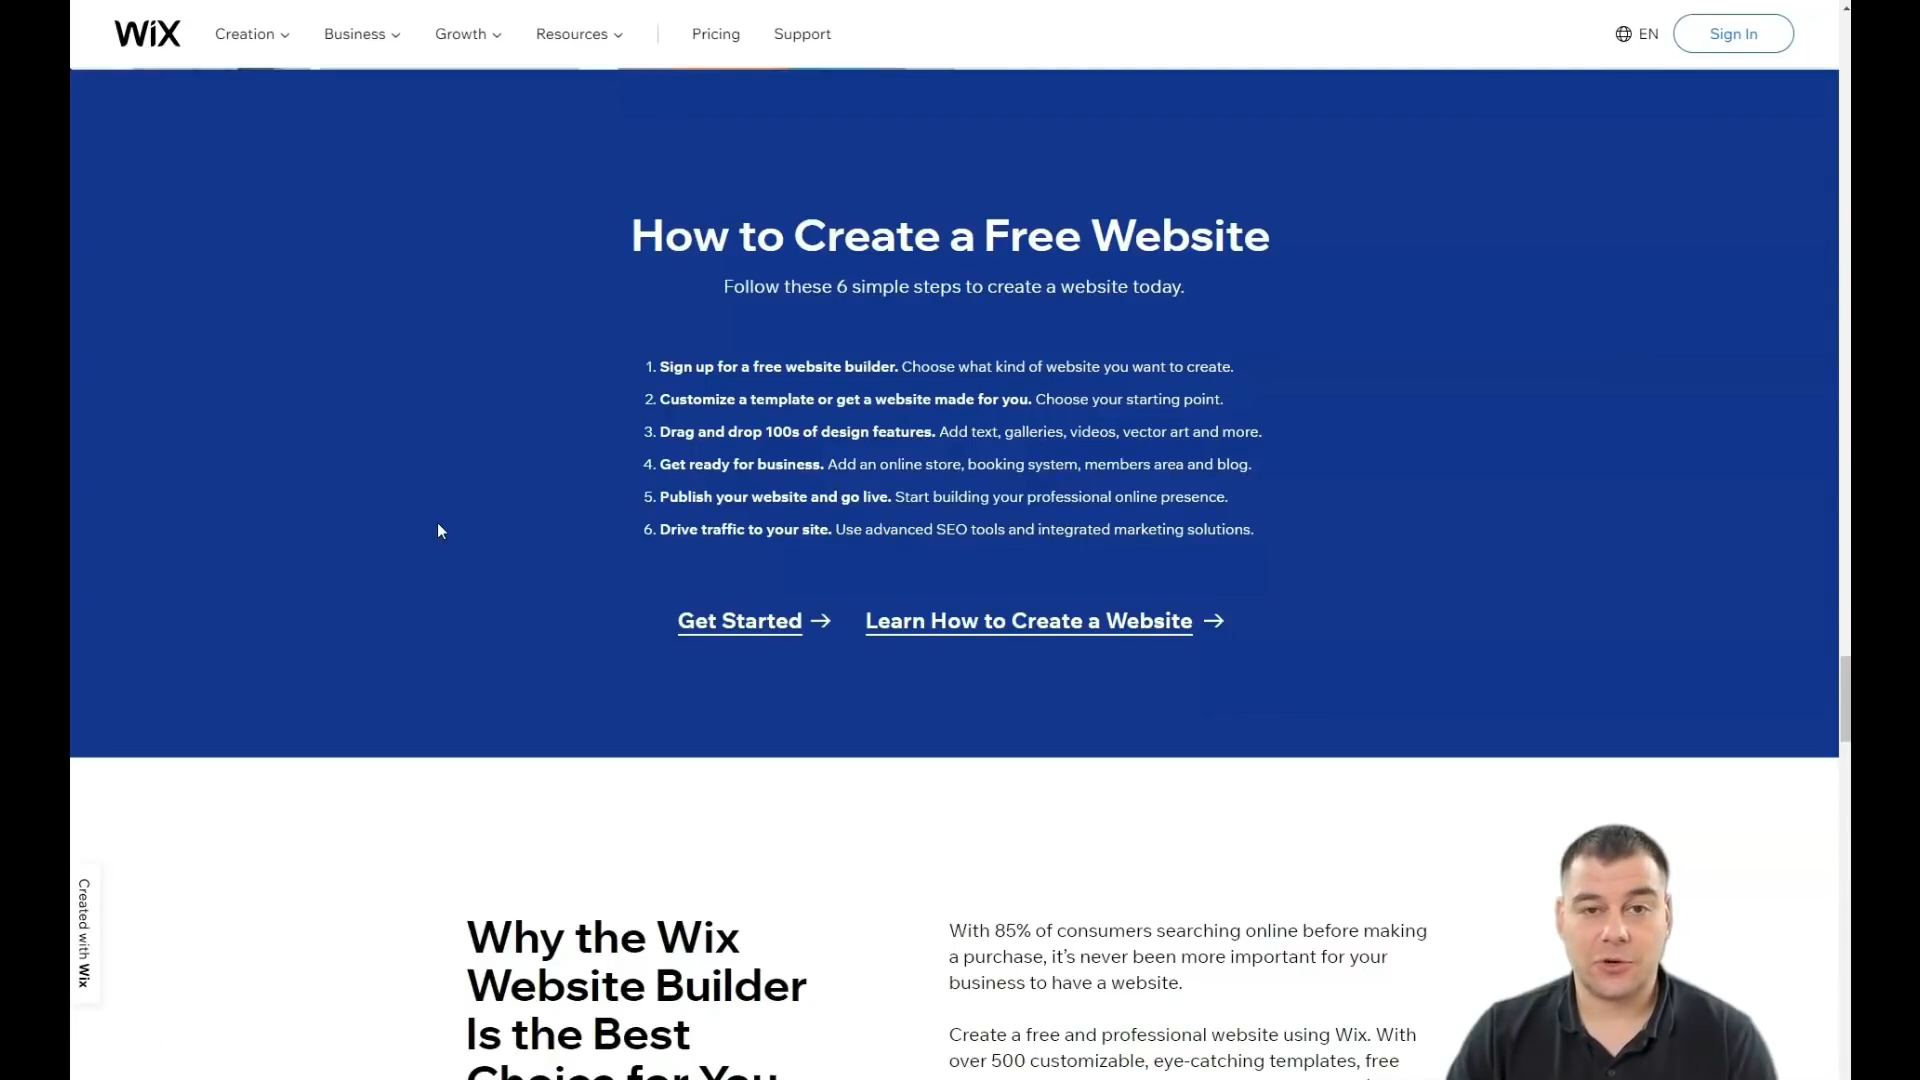 WiX Creation Business Growth Resources Pricing Support EN Sign In
How to Create a Free Website
Follow these 6 simple steps to create a website today.
1. Sign up for a free website builder. Choose what kind of website you want to create.
2. Customize a template or get a website made for you. Choose your starting point.
3. Drag and drop 100s of design features. Add text, galleries, videos, vector art and more.
4. Get ready for business. Add an online store, booking system, members area and blog.
5. Publish your website and go live. Start building your professional online presence.
6. Drive traffic to your site. Use advanced SEO tools and integrated marketing solutions.
Get Started → Learn How to Create a Website →
Created with Wix
Why the Wix
Website Builder
Is the Best
Choice for You
With 85% of consumers searching online before making
a purchase, it’s never been more important for your
business to have a website.
Create a free and professional website using Wix. With
over 500 customizable, eye-catching templates, free